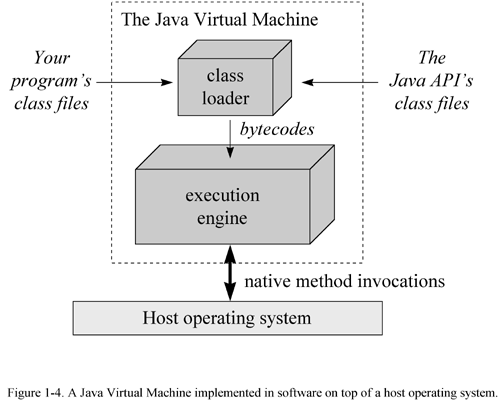 The Java Virtual Machine
Your
program's
class files
class
loader
The
Java API's
class files
bytecodes
execution
engine
native method invocations
Host operating system
Figure 1-4. A Java Virtual Machine implemented in software on top of a host operating system.